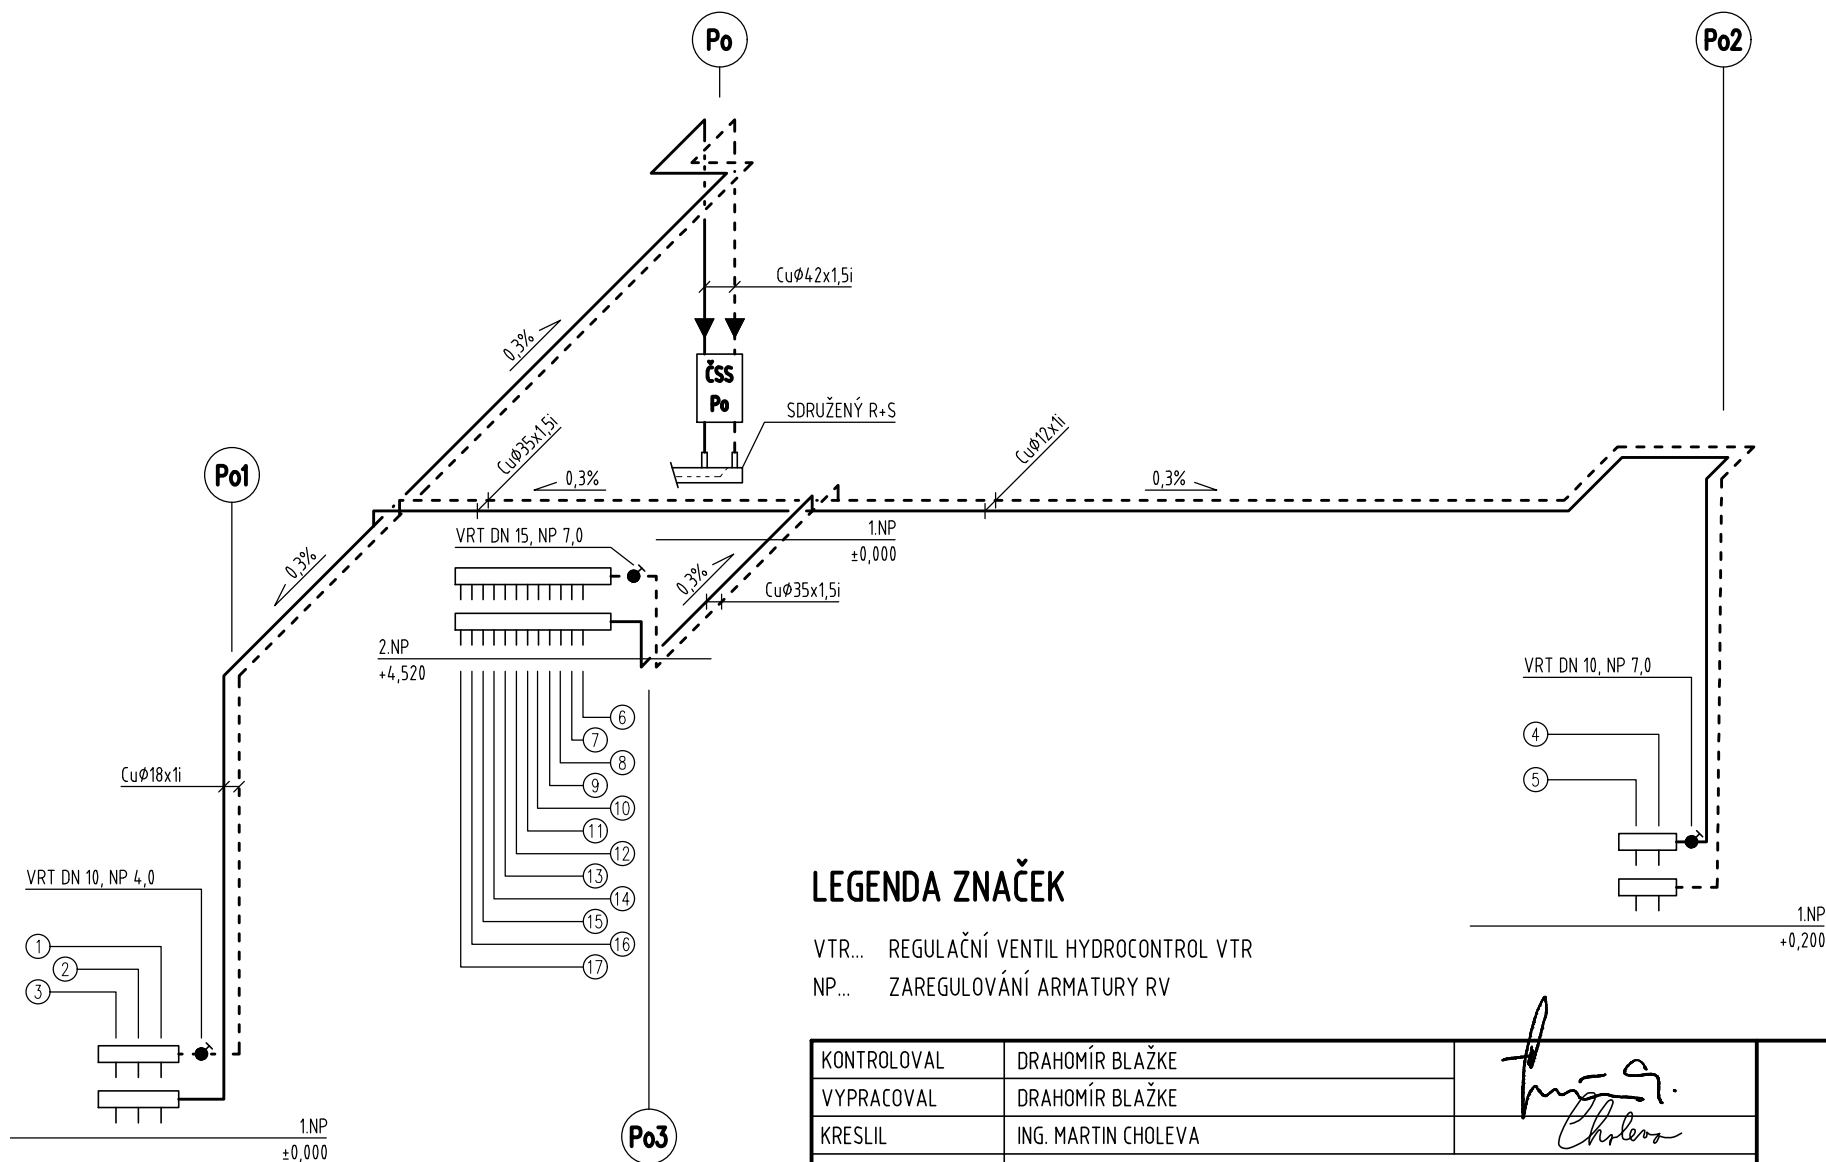 Po
Po2
CuØ42x1,5i
0,3%
ČSS
Po
SDRUŽENÝ R+S
CuØ35x1,5i
CuØ12x1i
Po1
0,3%
0,3%
VRT DN 15, NP 7,0
1.NP
±0,000
0,3%
0,3%
CuØ35x1,5i
2.NP
+4,520
VRT DN 10, NP 7,0
6
7
8
9
10
11
12
13
14
15
16
17
4
5
CuØ18x1i
VRT DN 10, NP 4,0
1
2
3
1.NP
+0,200
LEGENDA ZNAČEK
VTR... REGULAČNÍ VENTIL HYDROCONTROL VTR
NP... ZAREGULOVÁNÍ ARMATURY RV
KONTROLOVAL DRAHOMÍR BLAŽKE
VYPRACOVAL DRAHOMÍR BLAŽKE
KRESLIL ING. MARTIN CHOLEVA
Choleva
1.NP
±0,000
Po3